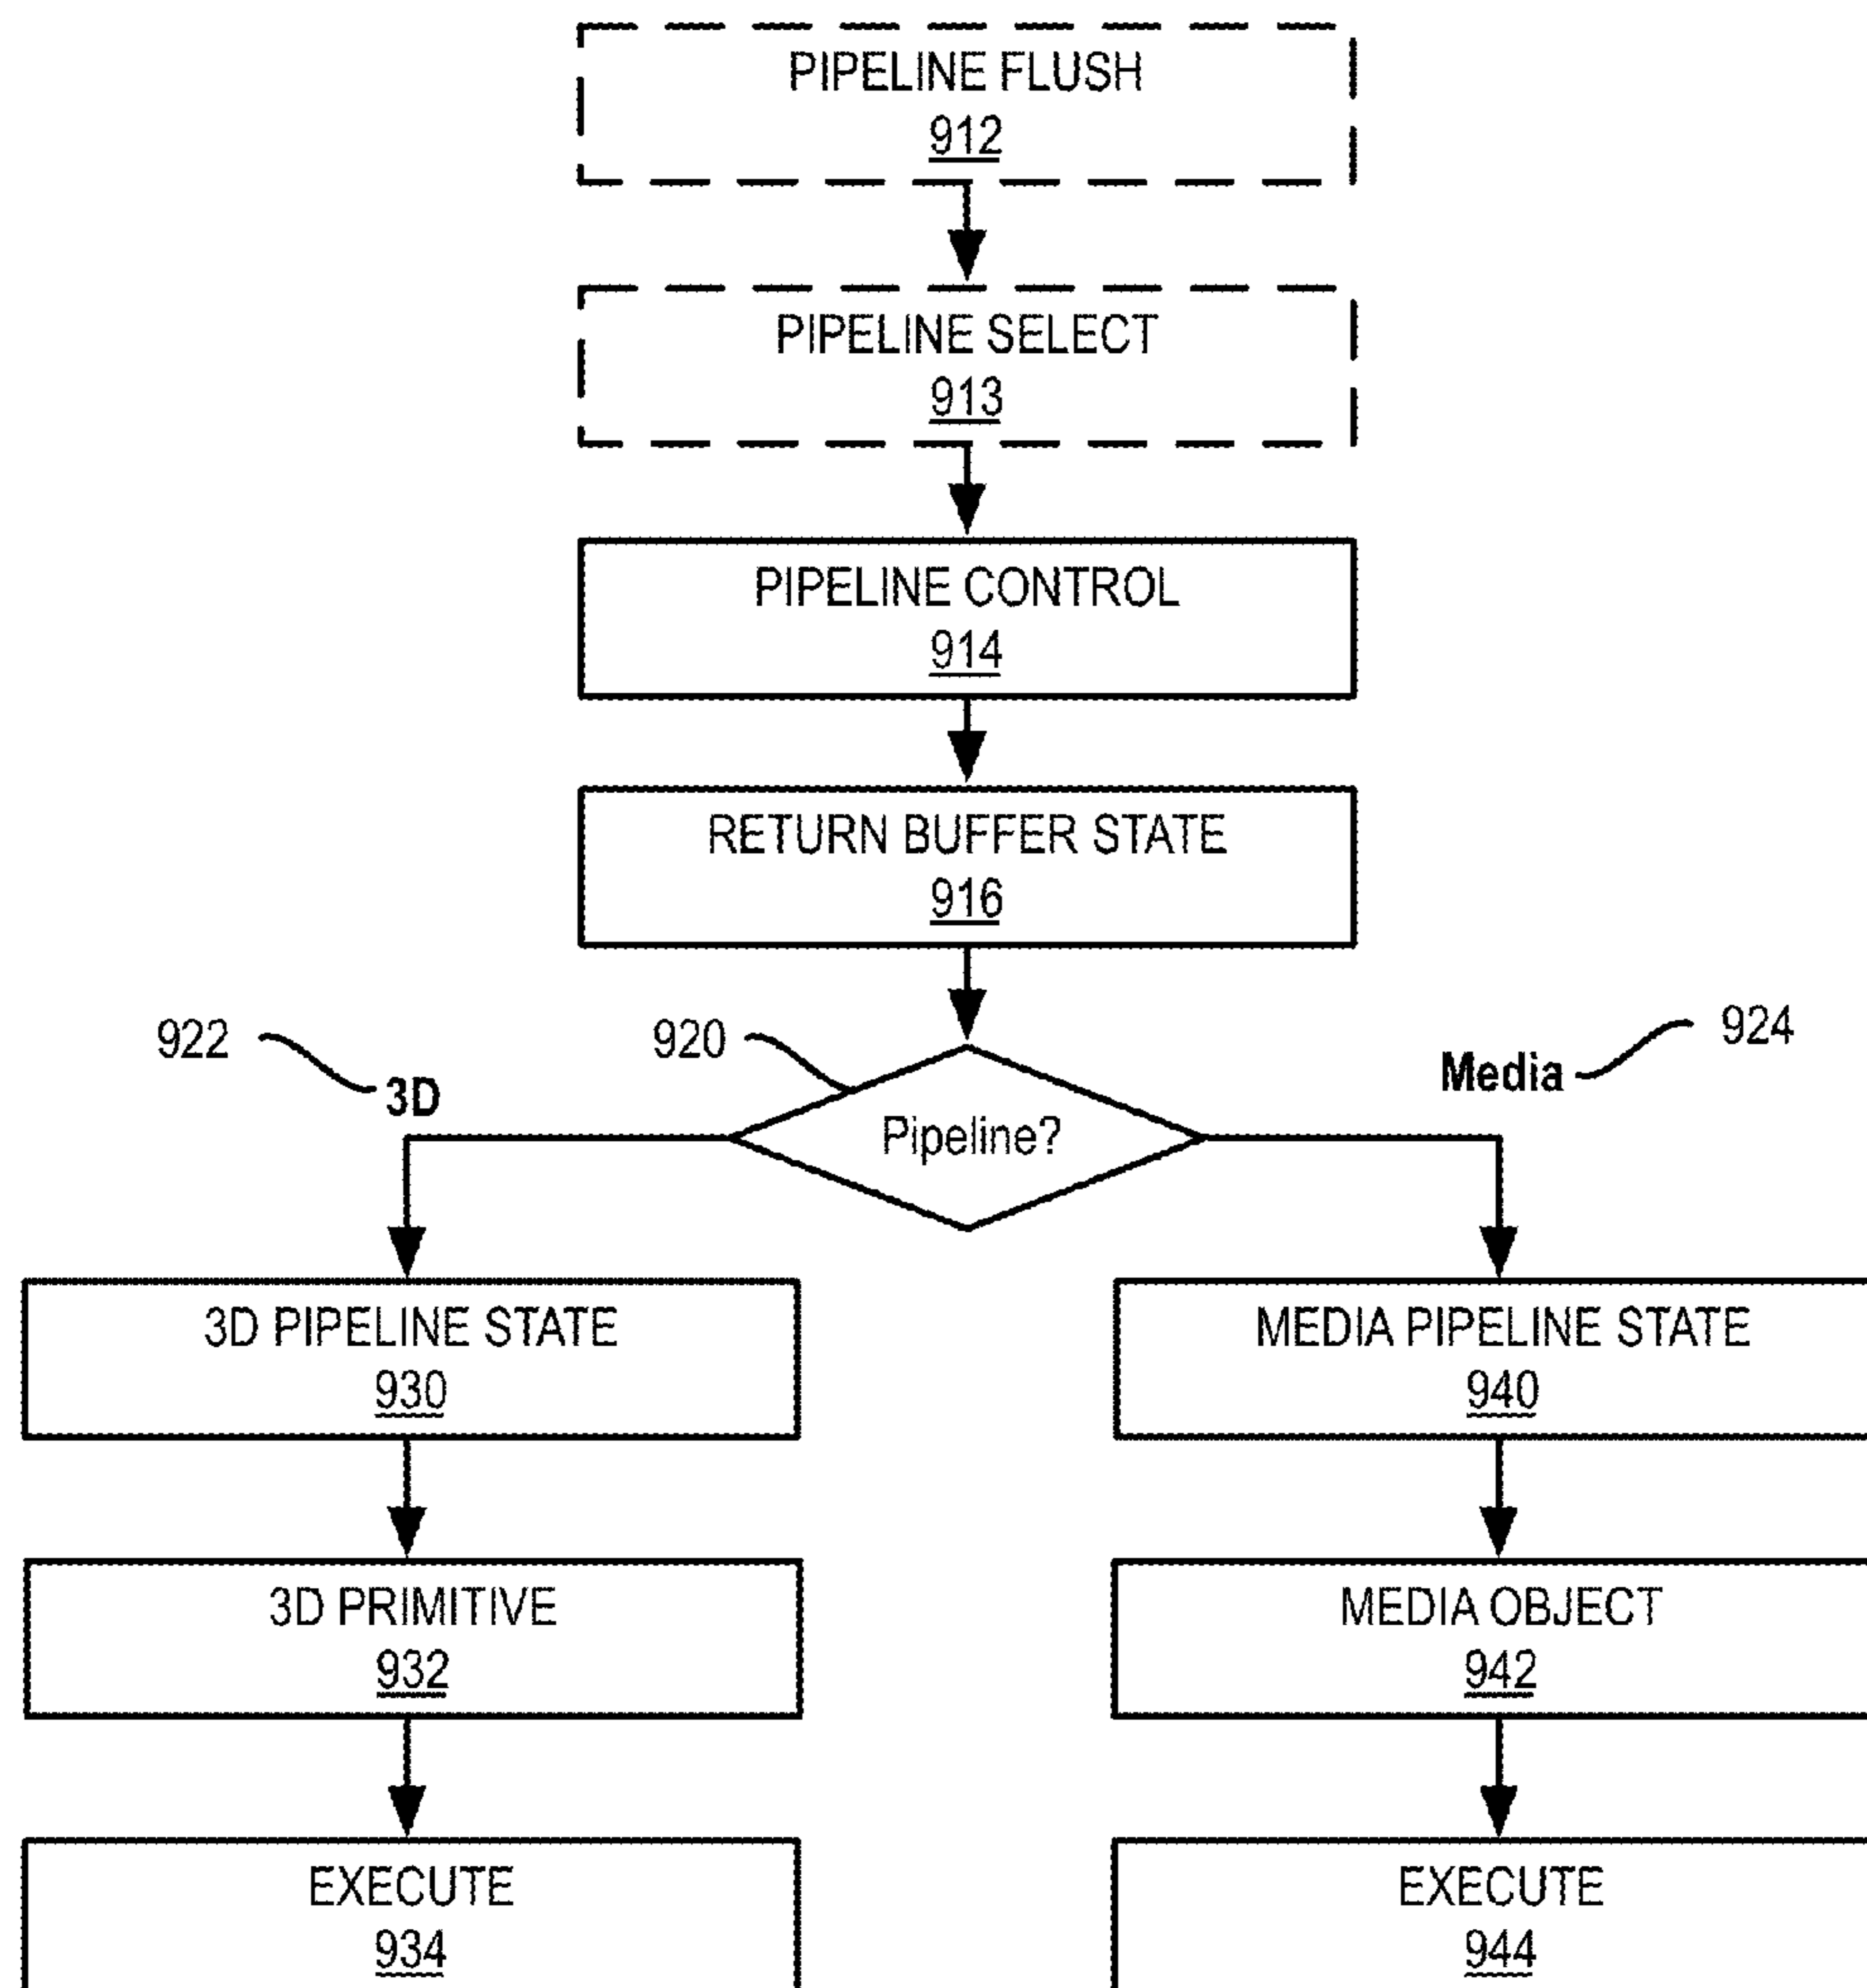 PIPELINE FLUSH
912
PIPELINE SELECT
913
PIPELINE CONTROL
914
RETURN BUFFER STATE
916
922
920
924
3D
Media
Pipeline?
3D PIPELINE STATE
930
MEDIA PIPELINE STATE
940
3D PRIMITIVE
932
MEDIA OBJECT
942
EXECUTE
934
EXECUTE
944